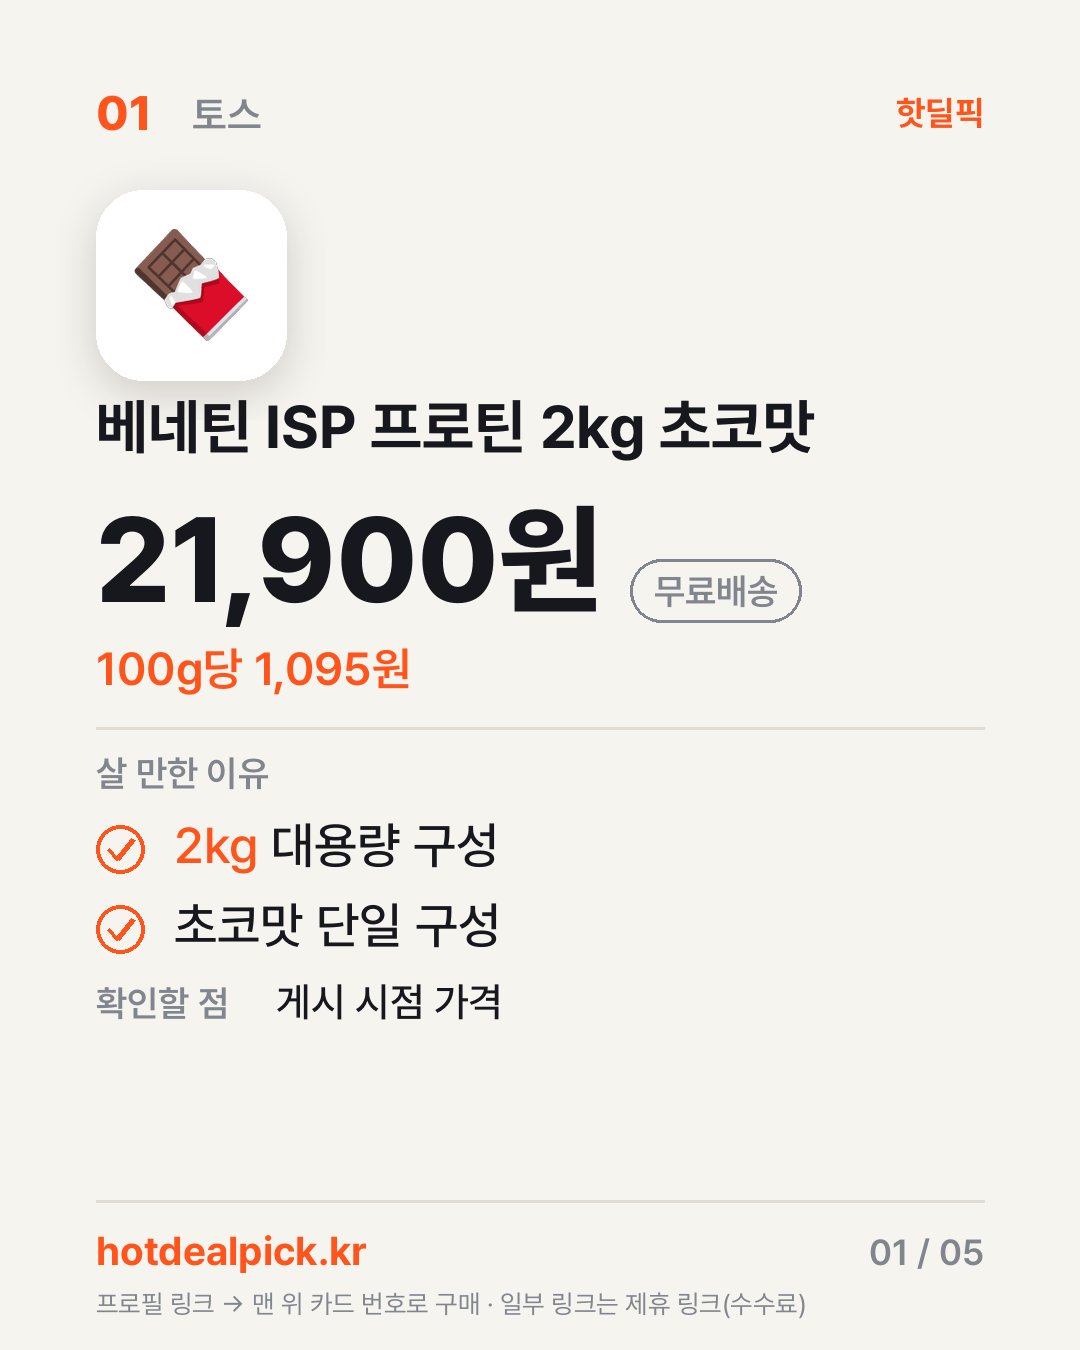 01 토스
핫딜픽
베네틴 ISP 프로틴 2kg 초코맛
21,900원 무료배송
100g당 1,095원
살 만한 이유
2kg 대용량 구성
초코맛 단일 구성
확인할 점 게시 시점 가격
hotdealpick.kr
01 / 05
프로필 링크 → 맨 위 카드 번호로 구매 · 일부 링크는 제휴 링크(수수료)